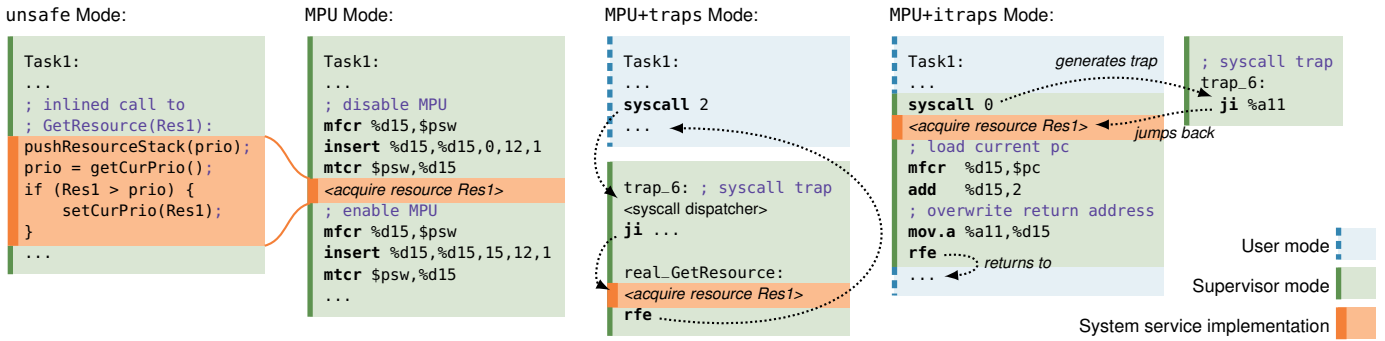 unsafe Mode:
Task1:
...
; inlined call to
; GetResource(Res1):
pushResourceStack(prio);
prio = getCurPrio();
if (Res1 > prio) {
setCurPrio(Res1);
}
...
MPU Mode:
Task1:
...
; disable MPU
mfcr %d15,$psw
insert %d15,%d15,0,12,1
mtcr $psw,%d15
<acquire resource Res1>
; enable MPU
mfcr %d15,$psw
insert %d15,%d15,15,12,1
mtcr $psw,%d15
...
MPU+traps Mode:
Task1:
...
syscall 2
...
trap_6: ; syscall trap
<syscall dispatcher>
ji ...
real_GetResource:
<acquire resource Res1>
rfe
MPU+itraps Mode:
Task1:
...
generates trap
syscall 0
<acquire resource Res1>
jumps back
; load current pc
mfcr %d15,$pc
add %d15,2
; overwrite return address
mov.a %a11,%d15
rfe
returns to
...
; syscall trap
trap_6:
ji %a11
User mode
Supervisor mode
System service implementation